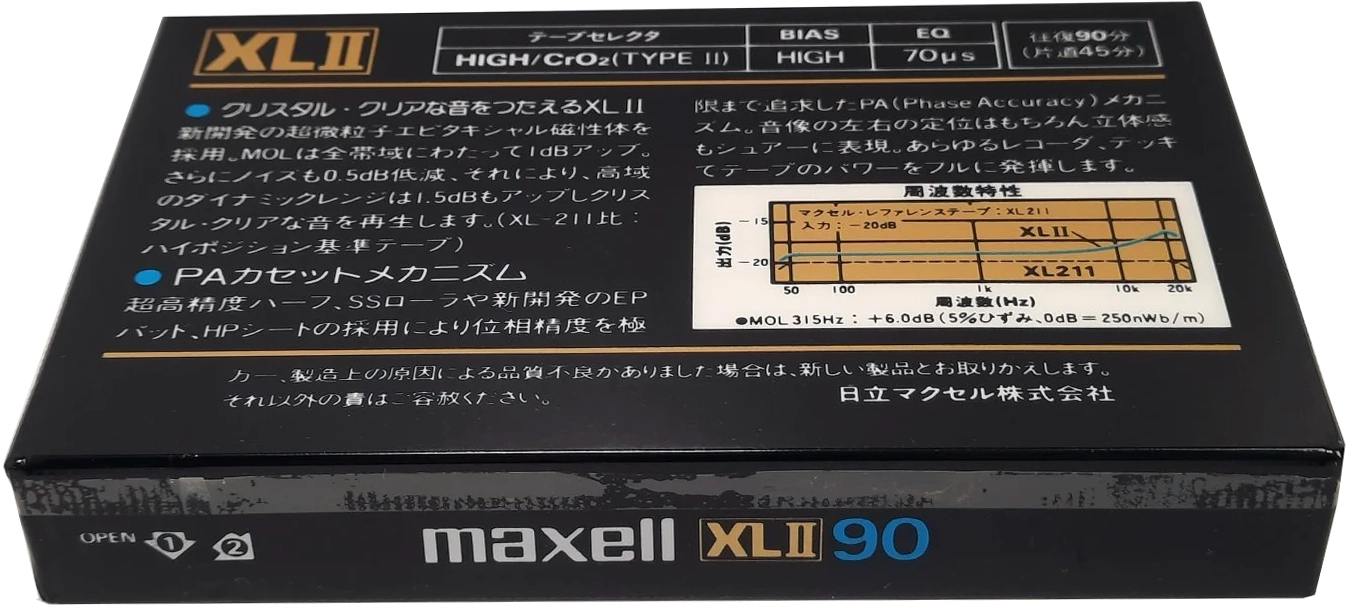 XLII
テープセレクタ BIAS EQ
HIGH/CrO₂(TYPE II) HIGH 70μs
往復90分
(片道45分)
●クリスタル・クリアな音をつたえるXLII
新開発の超微粒子エピタキシャル磁性体を
採用。MOLは全帯域にわたって1dBアップ。
さらにノイズも0.5dB低減、それにより、高域
のダイナミックレンジは1.5dBもアップしクリス
タル・クリアな音を再生します。(XL-211比：
ハイポジション基準テープ)
●PAカセットメカニズム
超高精度ハーフ、SSローラや新開発のEP
パット、HPシートの採用により位相精度を極
限まで追求したPA(Phase Accuracy)メカニ
ズム。音像の左右の定位はもちろん立体感
もシュアーに表現。あらゆるレコーダ、デッキ
でテープのパワーをフルに発揮します。
周波数特性
マクセル・レファレンステープ：XL211
入力：-20dB
出力(dB)
-15
-20
XLII
XL211
50 100 1k 10k 20k
周波数(Hz)
●MOL 315Hz：+6.0dB(5%ひずみ、0dB=250nWb/m)
万一、製造上の原因による品質不良がありました場合は、新しい製品とお取りかえします。
それ以外の責はご容赦ください。
日立マクセル株式会社
OPEN 1 2
maxell XLII 90